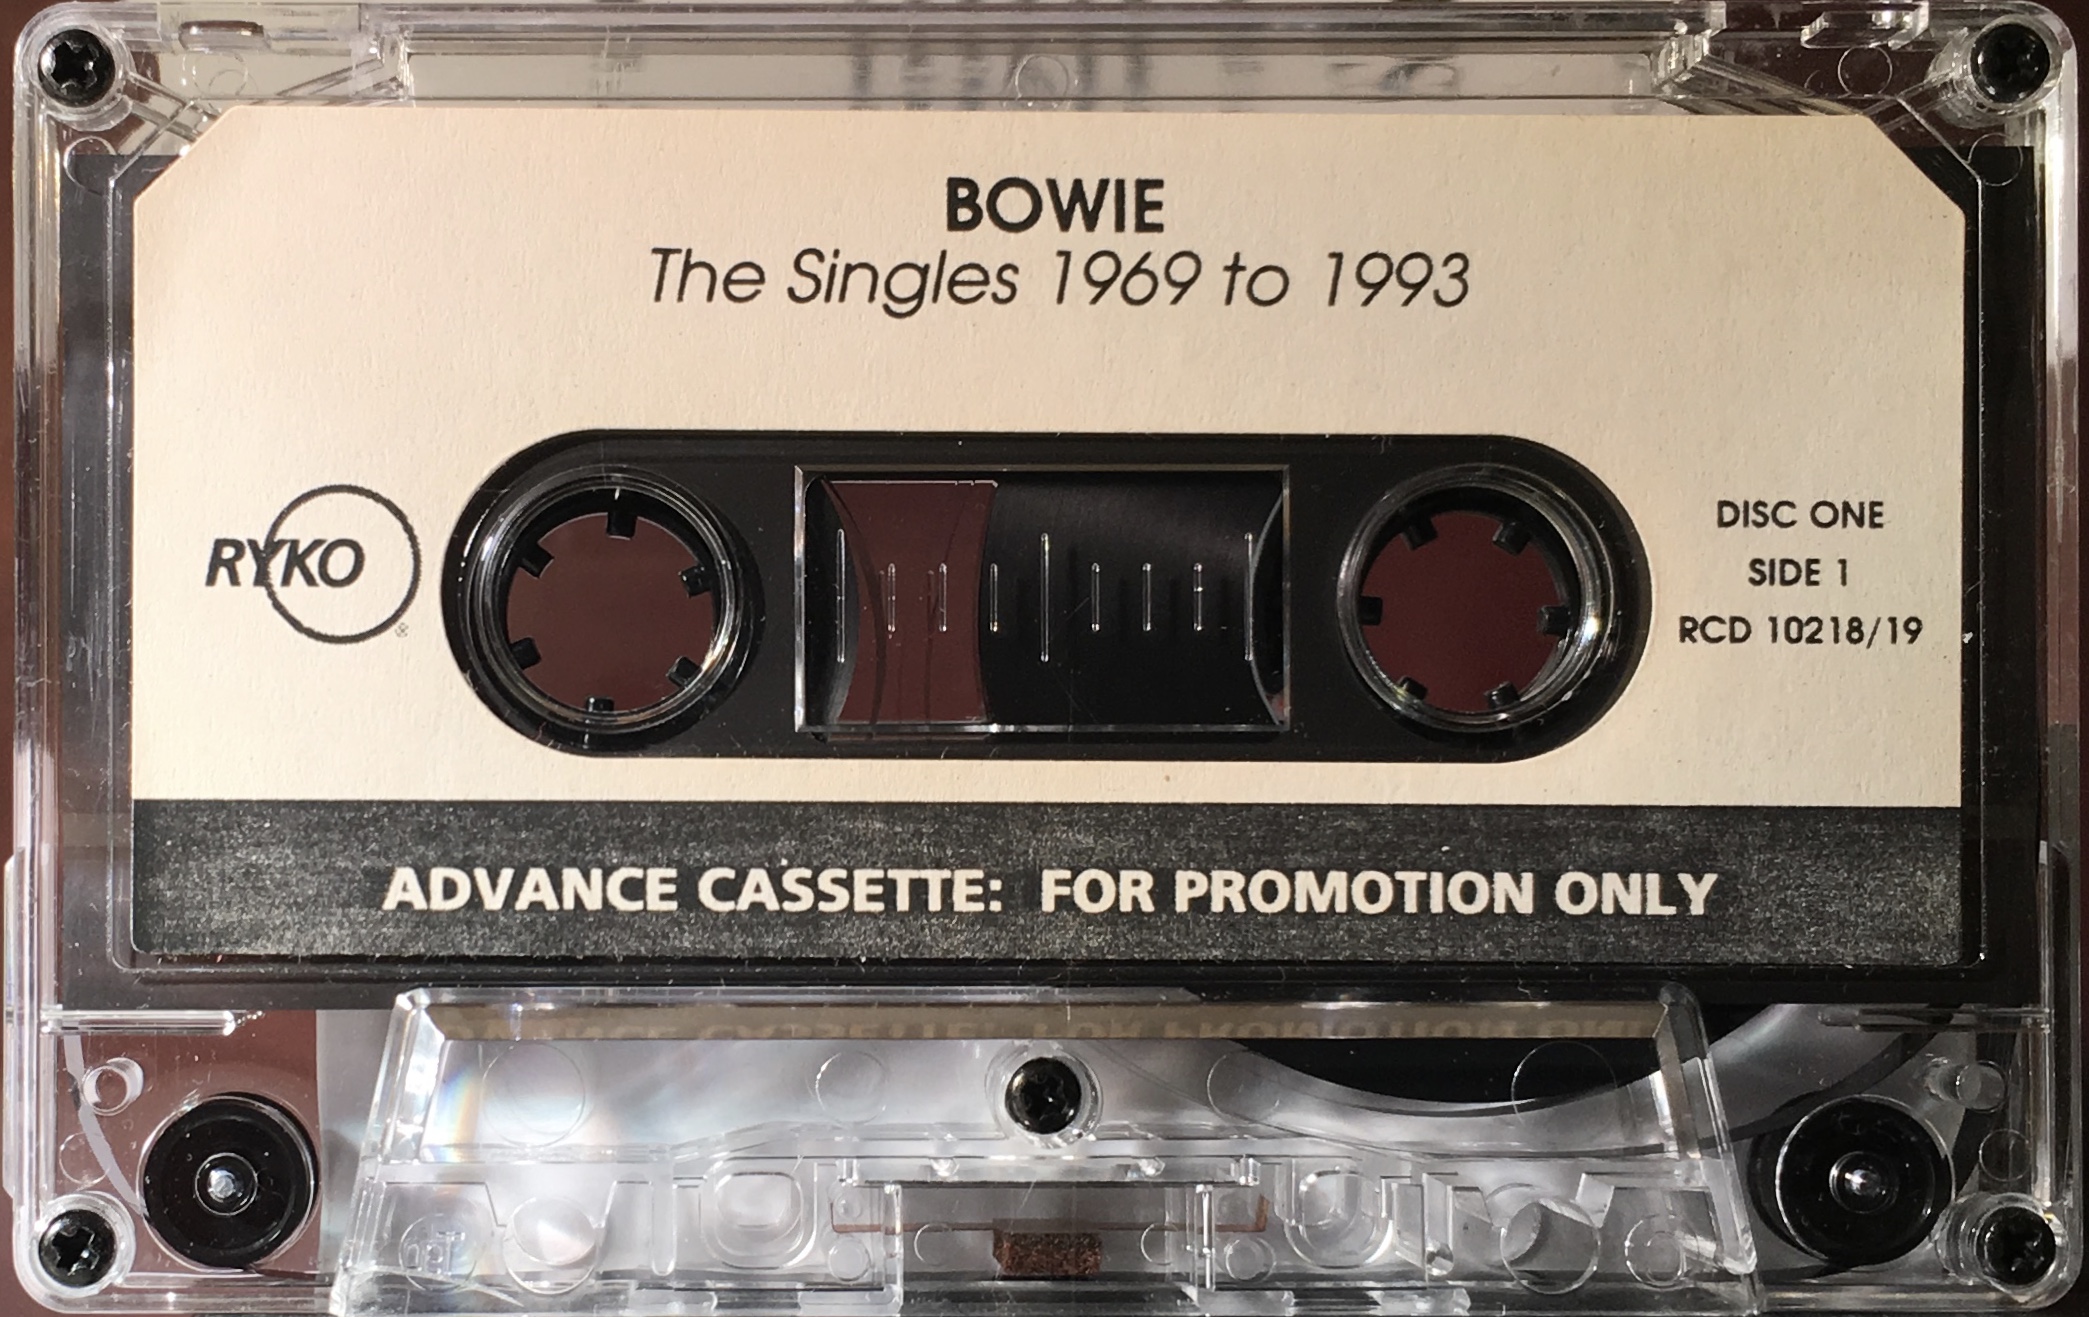 BOWIE
The Singles 1969 to 1993
RYKO
®
DISC ONE
SIDE 1
RCD 10218/19
ADVANCE CASSETTE: FOR PROMOTION ONLY